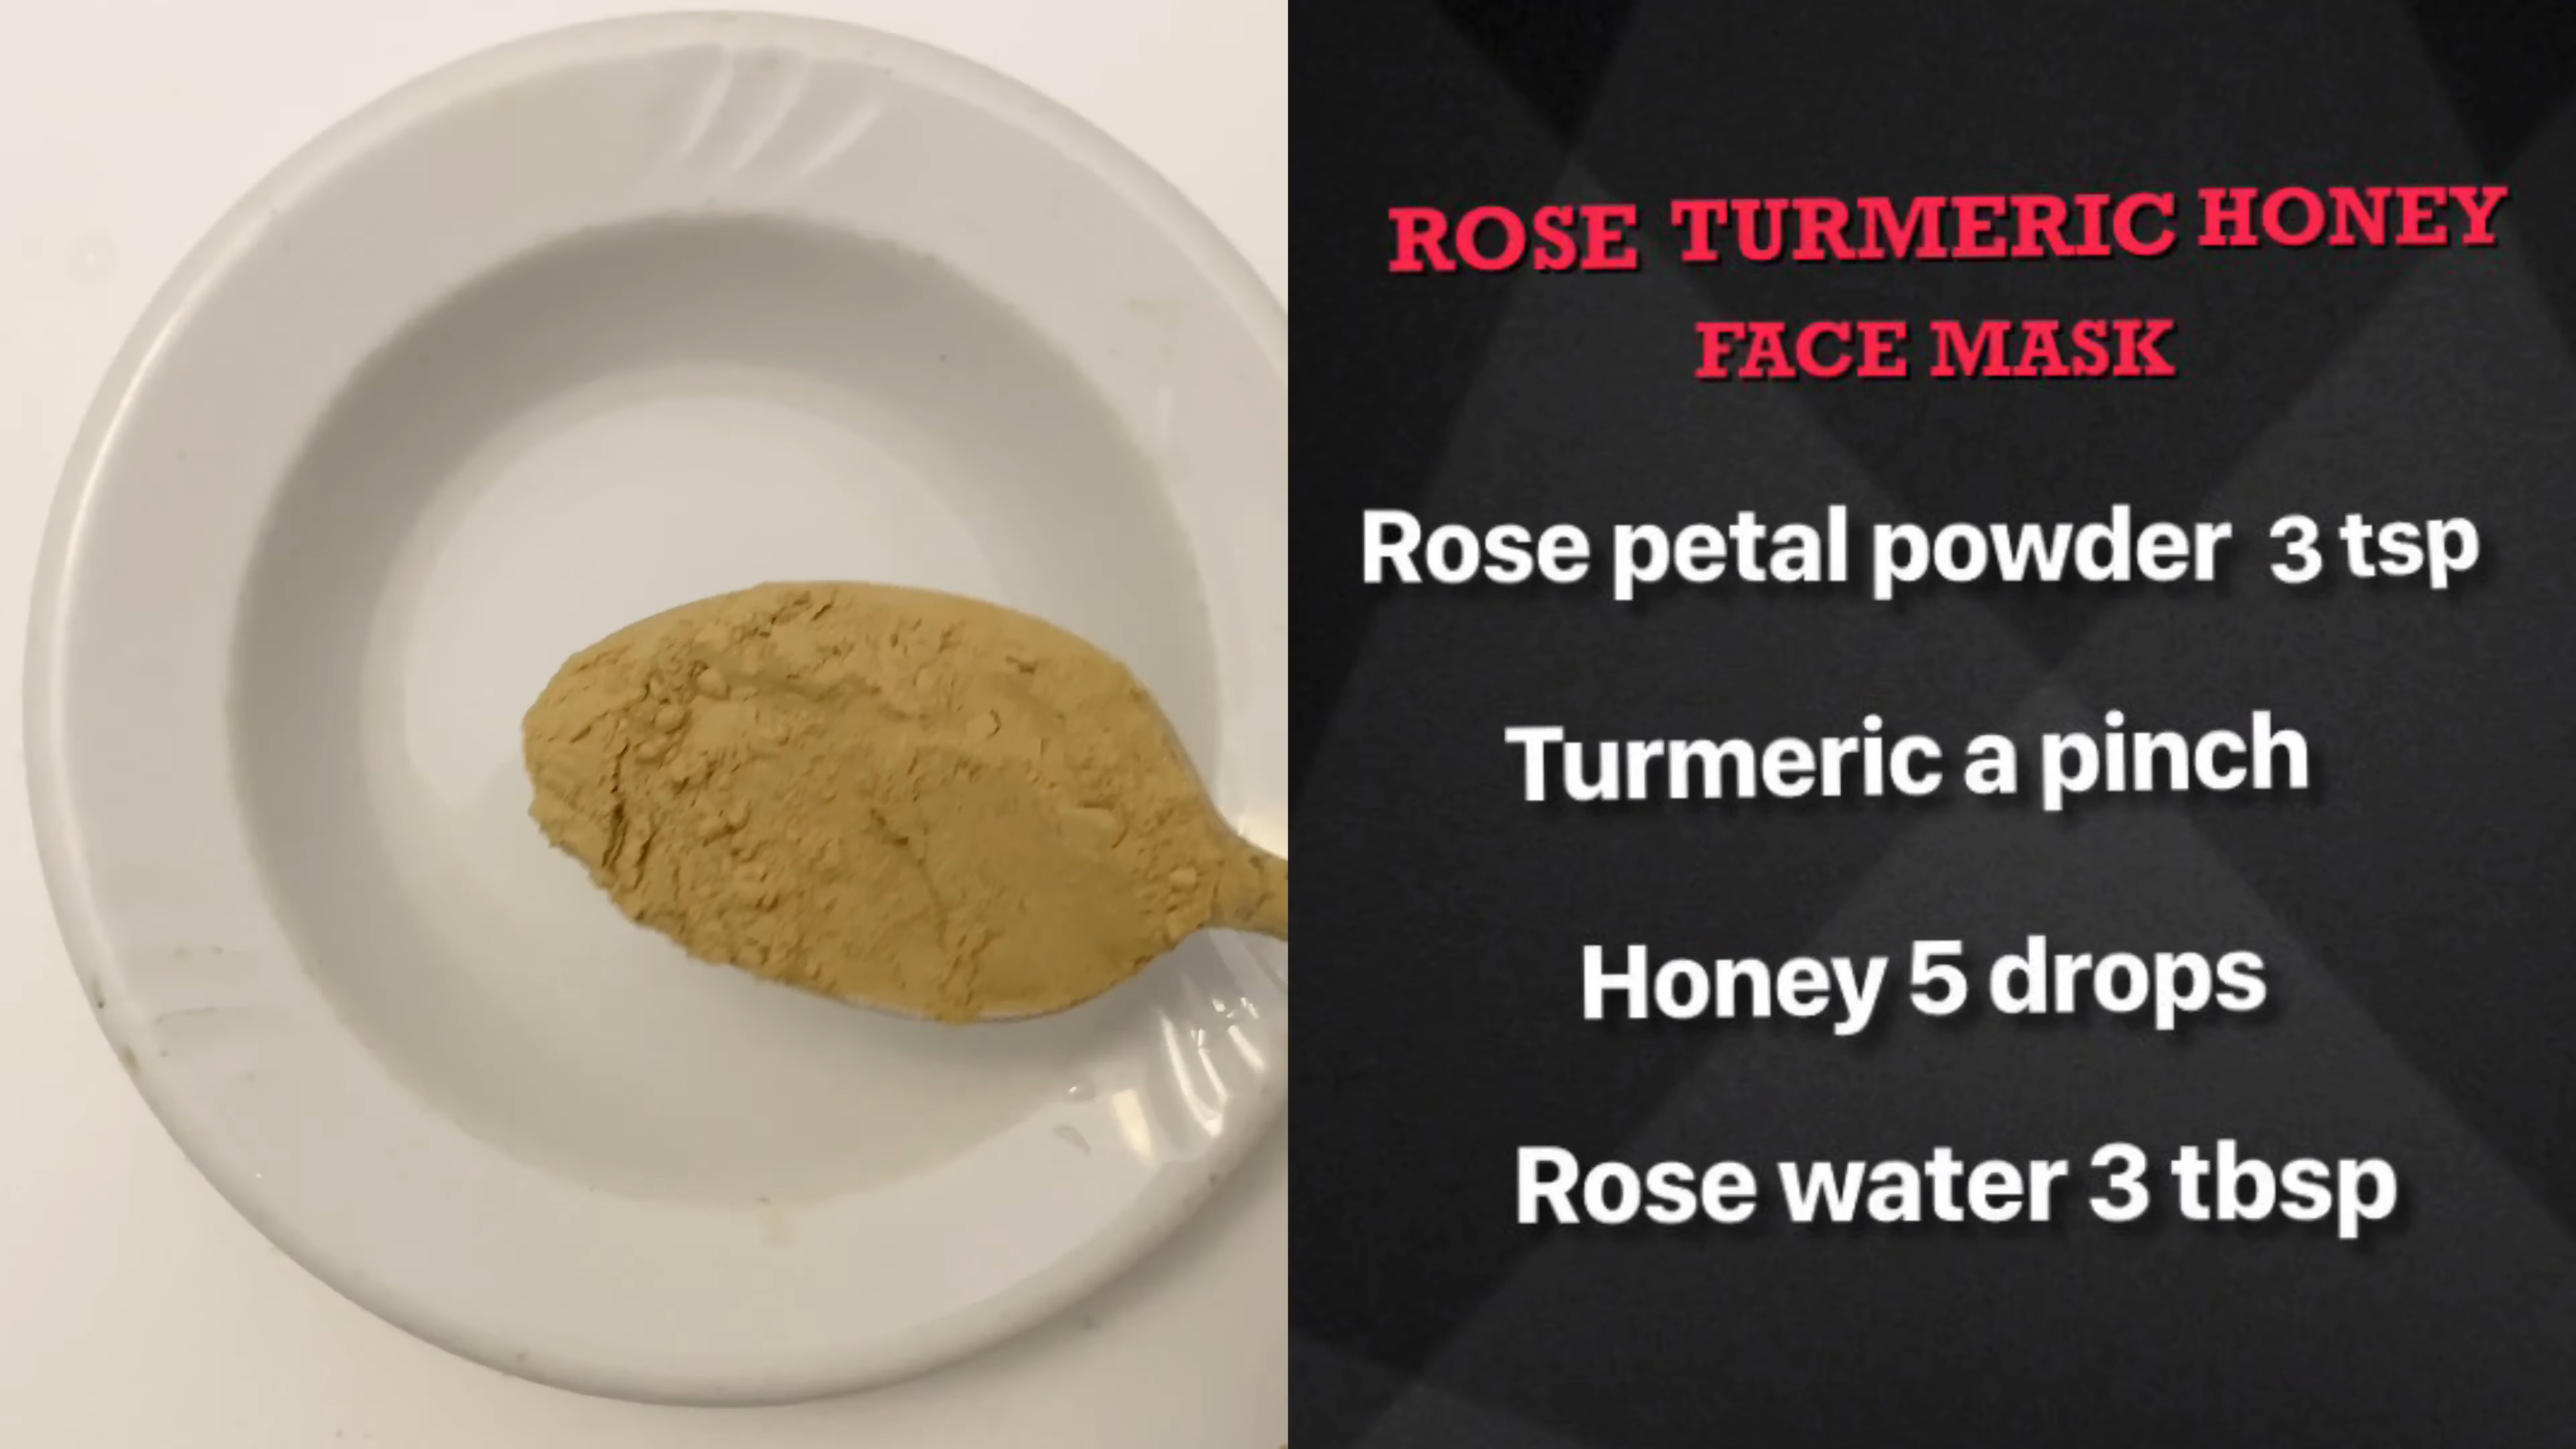 ROSE TURMERIC HONEY
FACE MASK
Rose petal powder 3 tsp
Turmeric a pinch
Honey 5 drops
Rose water 3 tbsp